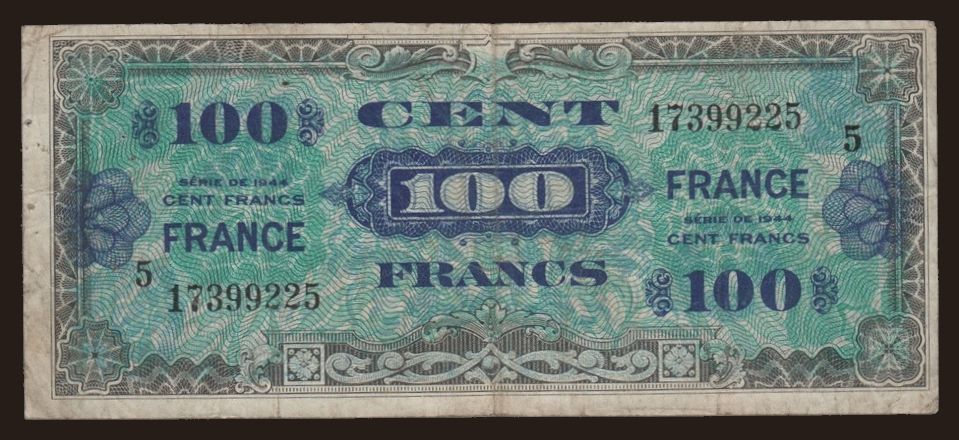 100
CENT
17399225
5
SÉRIE DE 1944
CENT FRANCS
FRANCE
100
FRANCE
SÉRIE DE 1944
CENT FRANCS
5
17399225
FRANCS
100